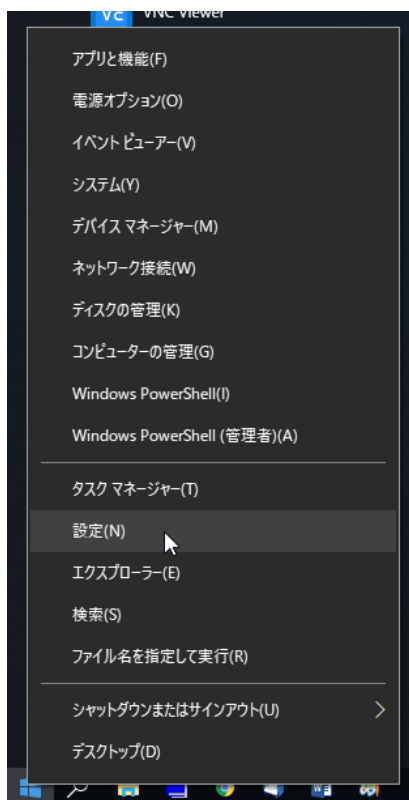 VNC Viewer
アプリと機能(F)
電源オプション(O)
イベント ビューアー(V)
システム(Y)
デバイス マネージャー(M)
ネットワーク接続(W)
ディスクの管理(K)
コンピューターの管理(G)
Windows PowerShell(I)
Windows PowerShell (管理者)(A)
タスク マネージャー(T)
設定(N)
エクスプローラー(E)
検索(S)
ファイル名を指定して実行(R)
シャットダウンまたはサインアウト(U)
デスクトップ(D)